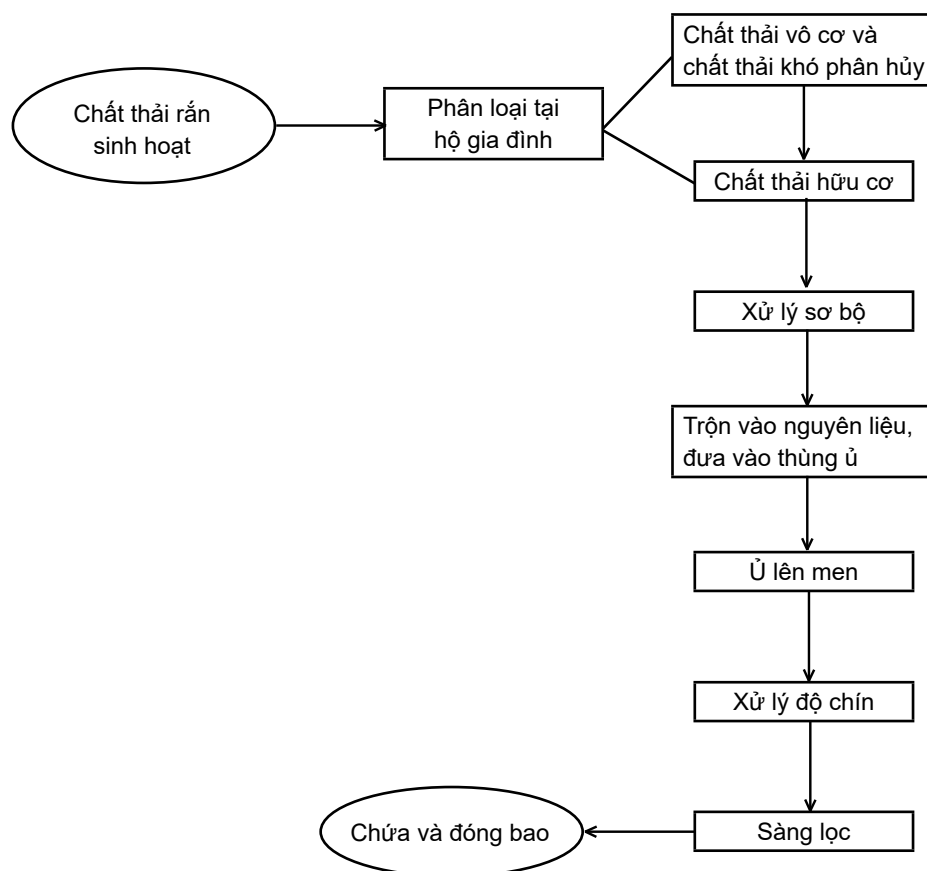 Chất thải rắn
sinh hoạt
Phân loại tại
hộ gia đình
Chất thải vô cơ và
chất thải khó phân hủy
Chất thải hữu cơ
Xử lý sơ bộ
Trộn vào nguyên liệu,
đưa vào thùng ủ
Ủ lên men
Xử lý độ chín
Sàng lọc
Chứa và đóng bao